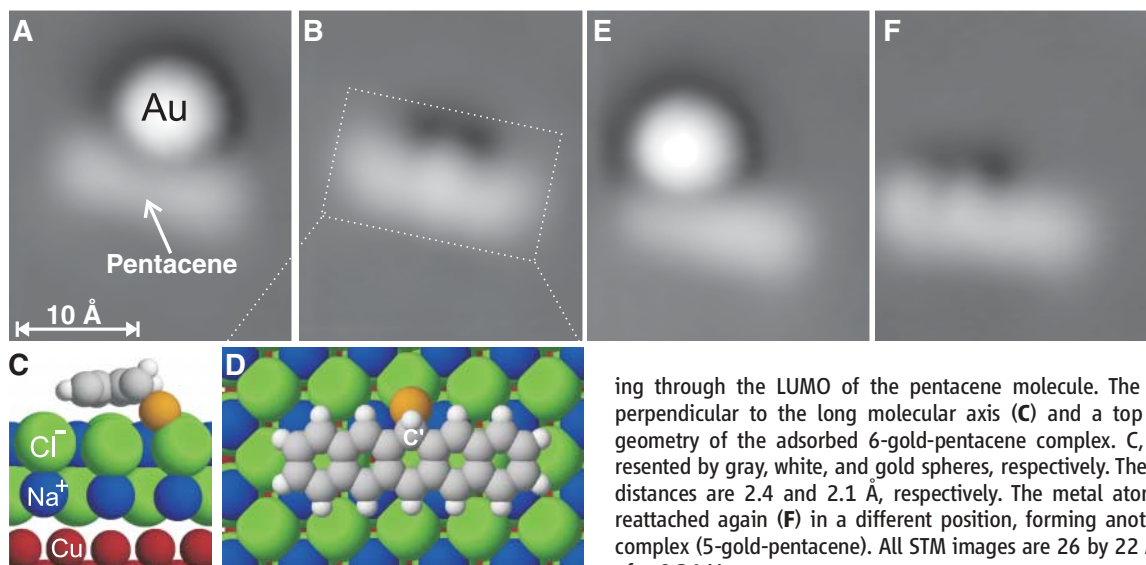 A
B
E
F
Au
Pentacene
10 Å
C
D
Cl⁻
Na⁺
Cu
C'
ing through the LUMO of the pentacene molecule. The
perpendicular to the long molecular axis (C) and a top
geometry of the adsorbed 6-gold-pentacene complex. C,
resented by gray, white, and gold spheres, respectively. The
distances are 2.4 and 2.1 Å, respectively. The metal ator
reattached again (F) in a different position, forming anot
complex (5-gold-pentacene). All STM images are 26 by 22